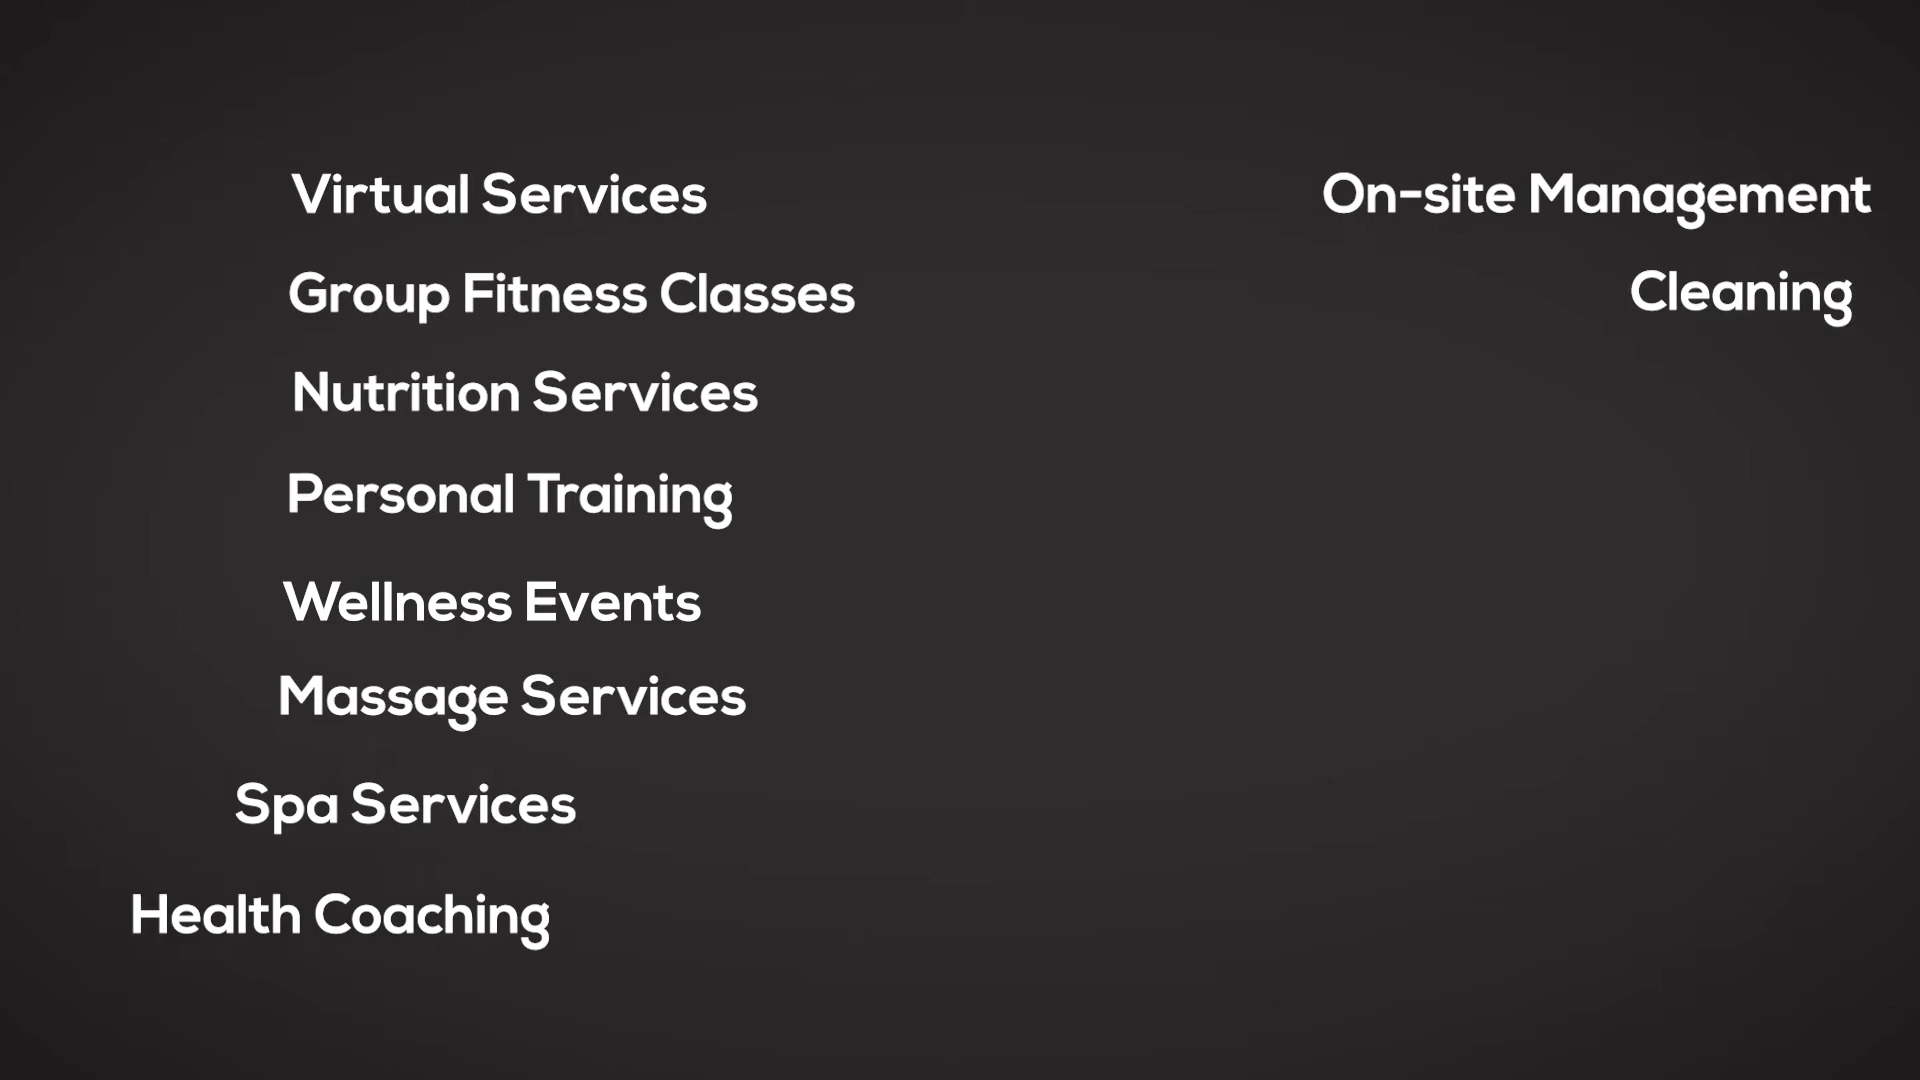 Virtual Services
Group Fitness Classes
Nutrition Services
Personal Training
Wellness Events
Massage Services
Spa Services
Health Coaching
On-site Management
Cleaning